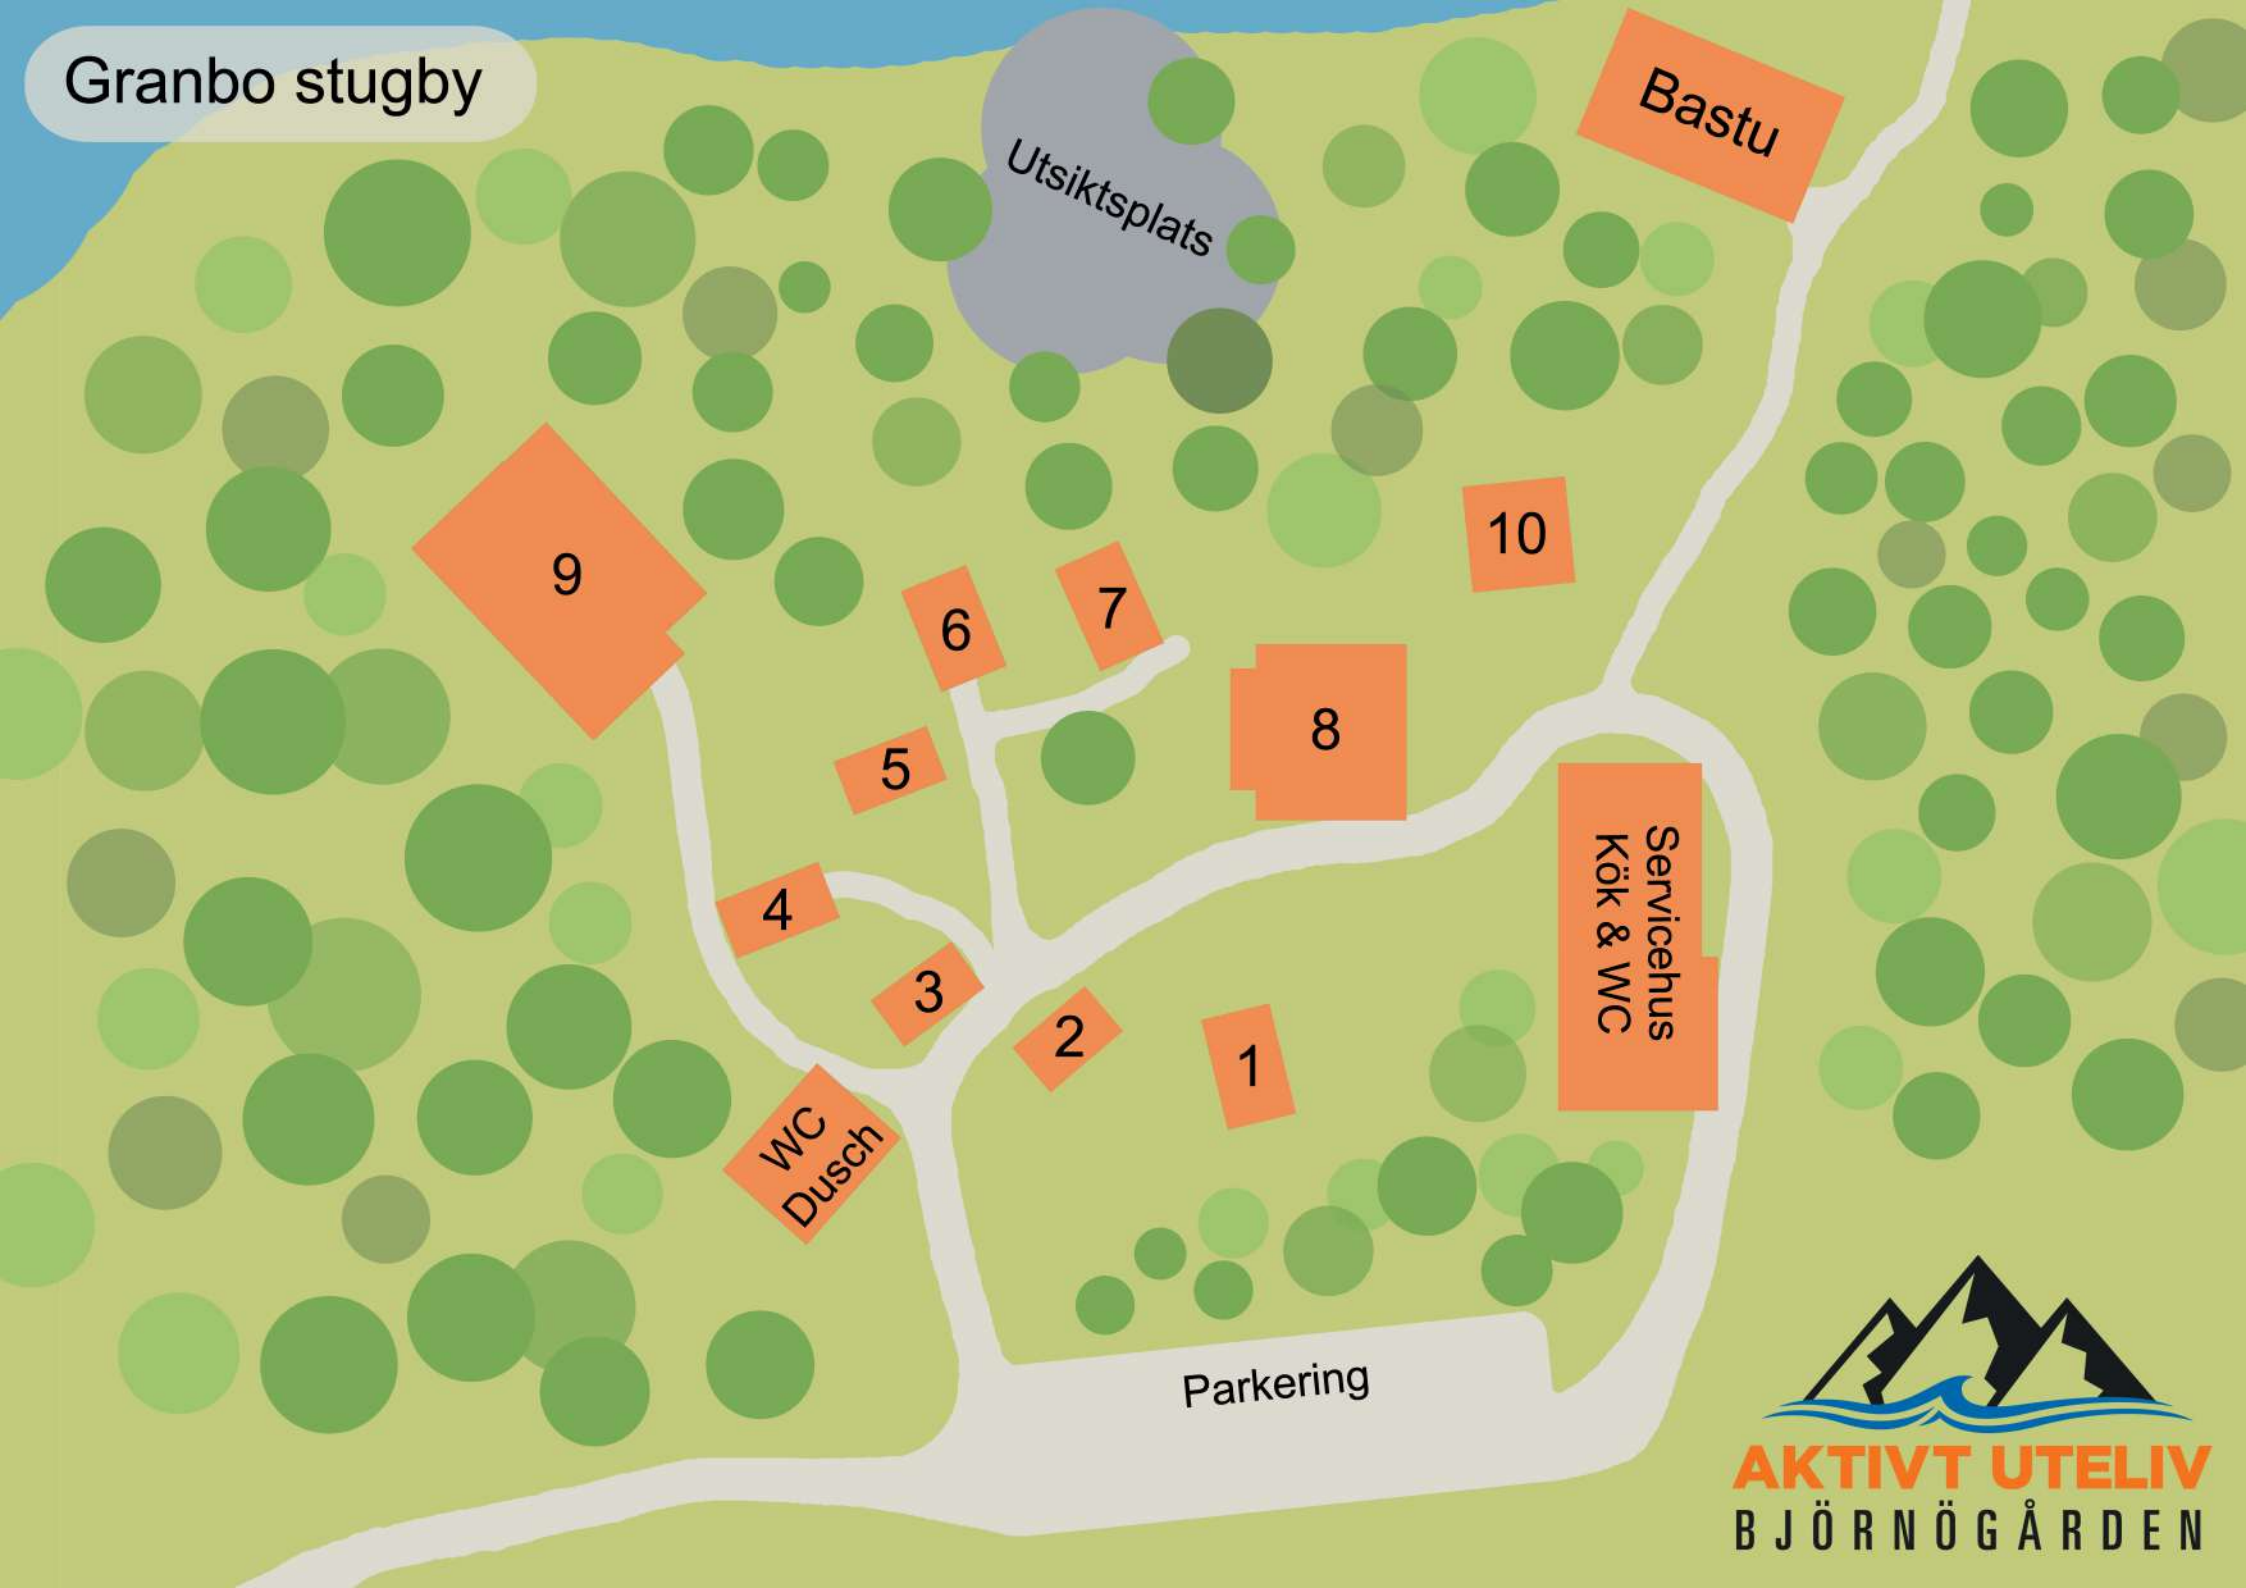 Granbo stugby
Bastu
Utsiktsplats
10
9
7
6
8
5
4
3
2
1
Servicehus
Kök & WC
WC
Dusch
Parkering
AKTIVT UTELIV
BJÖRNÖGÅRDEN